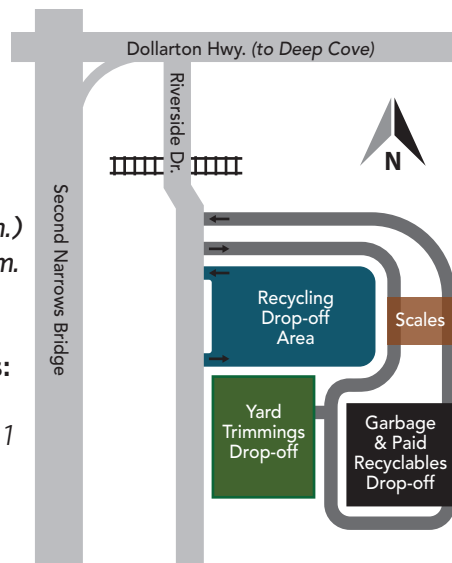 Dollarton Hwy. (to Deep Cove)
Riverside Dr.
N
Second Narrows Bridge
n.)
m.
s:
1
Recycling
Drop-off
Area
Scales
Yard
Trimmings
Drop-off
Garbage
& Paid
Recyclables
Drop-off